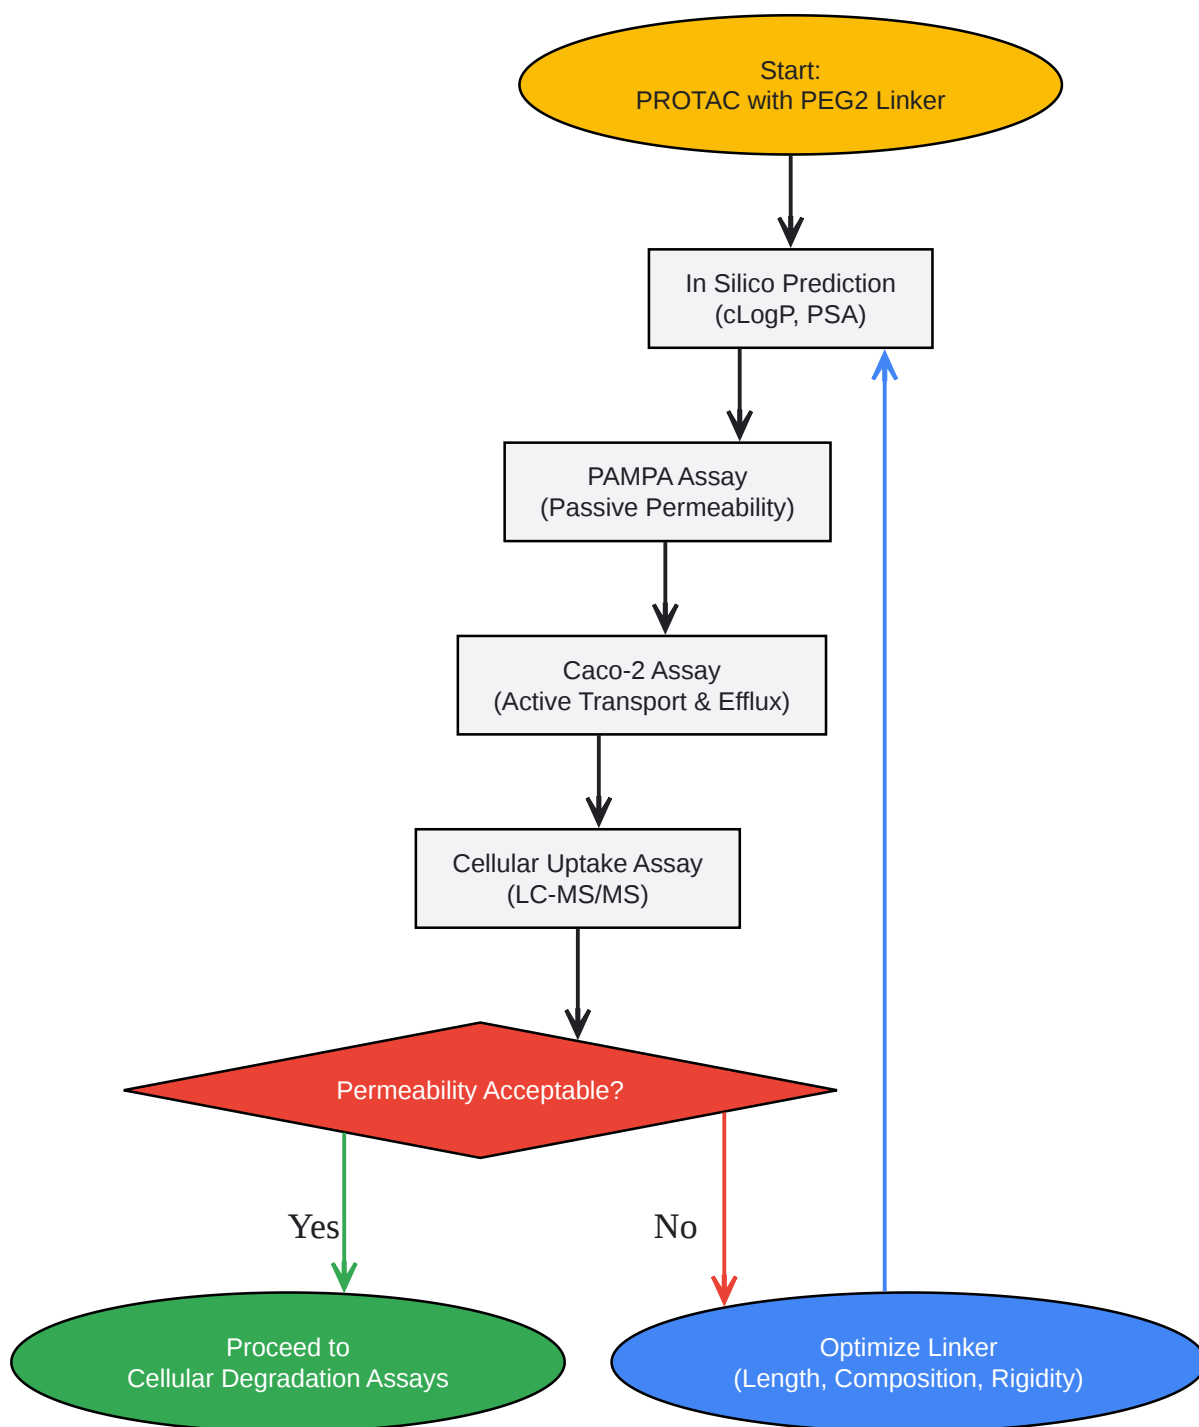 Start:
PROTAC with PEG2 Linker
In Silico Prediction
(cLogP, PSA)
PAMPA Assay
(Passive Permeability)
Caco-2 Assay
(Active Transport & Efflux)
Cellular Uptake Assay
(LC-MS/MS)
Permeability Acceptable?
Yes
No
Proceed to
Cellular Degradation Assays
Optimize Linker
(Length, Composition, Rigidity)